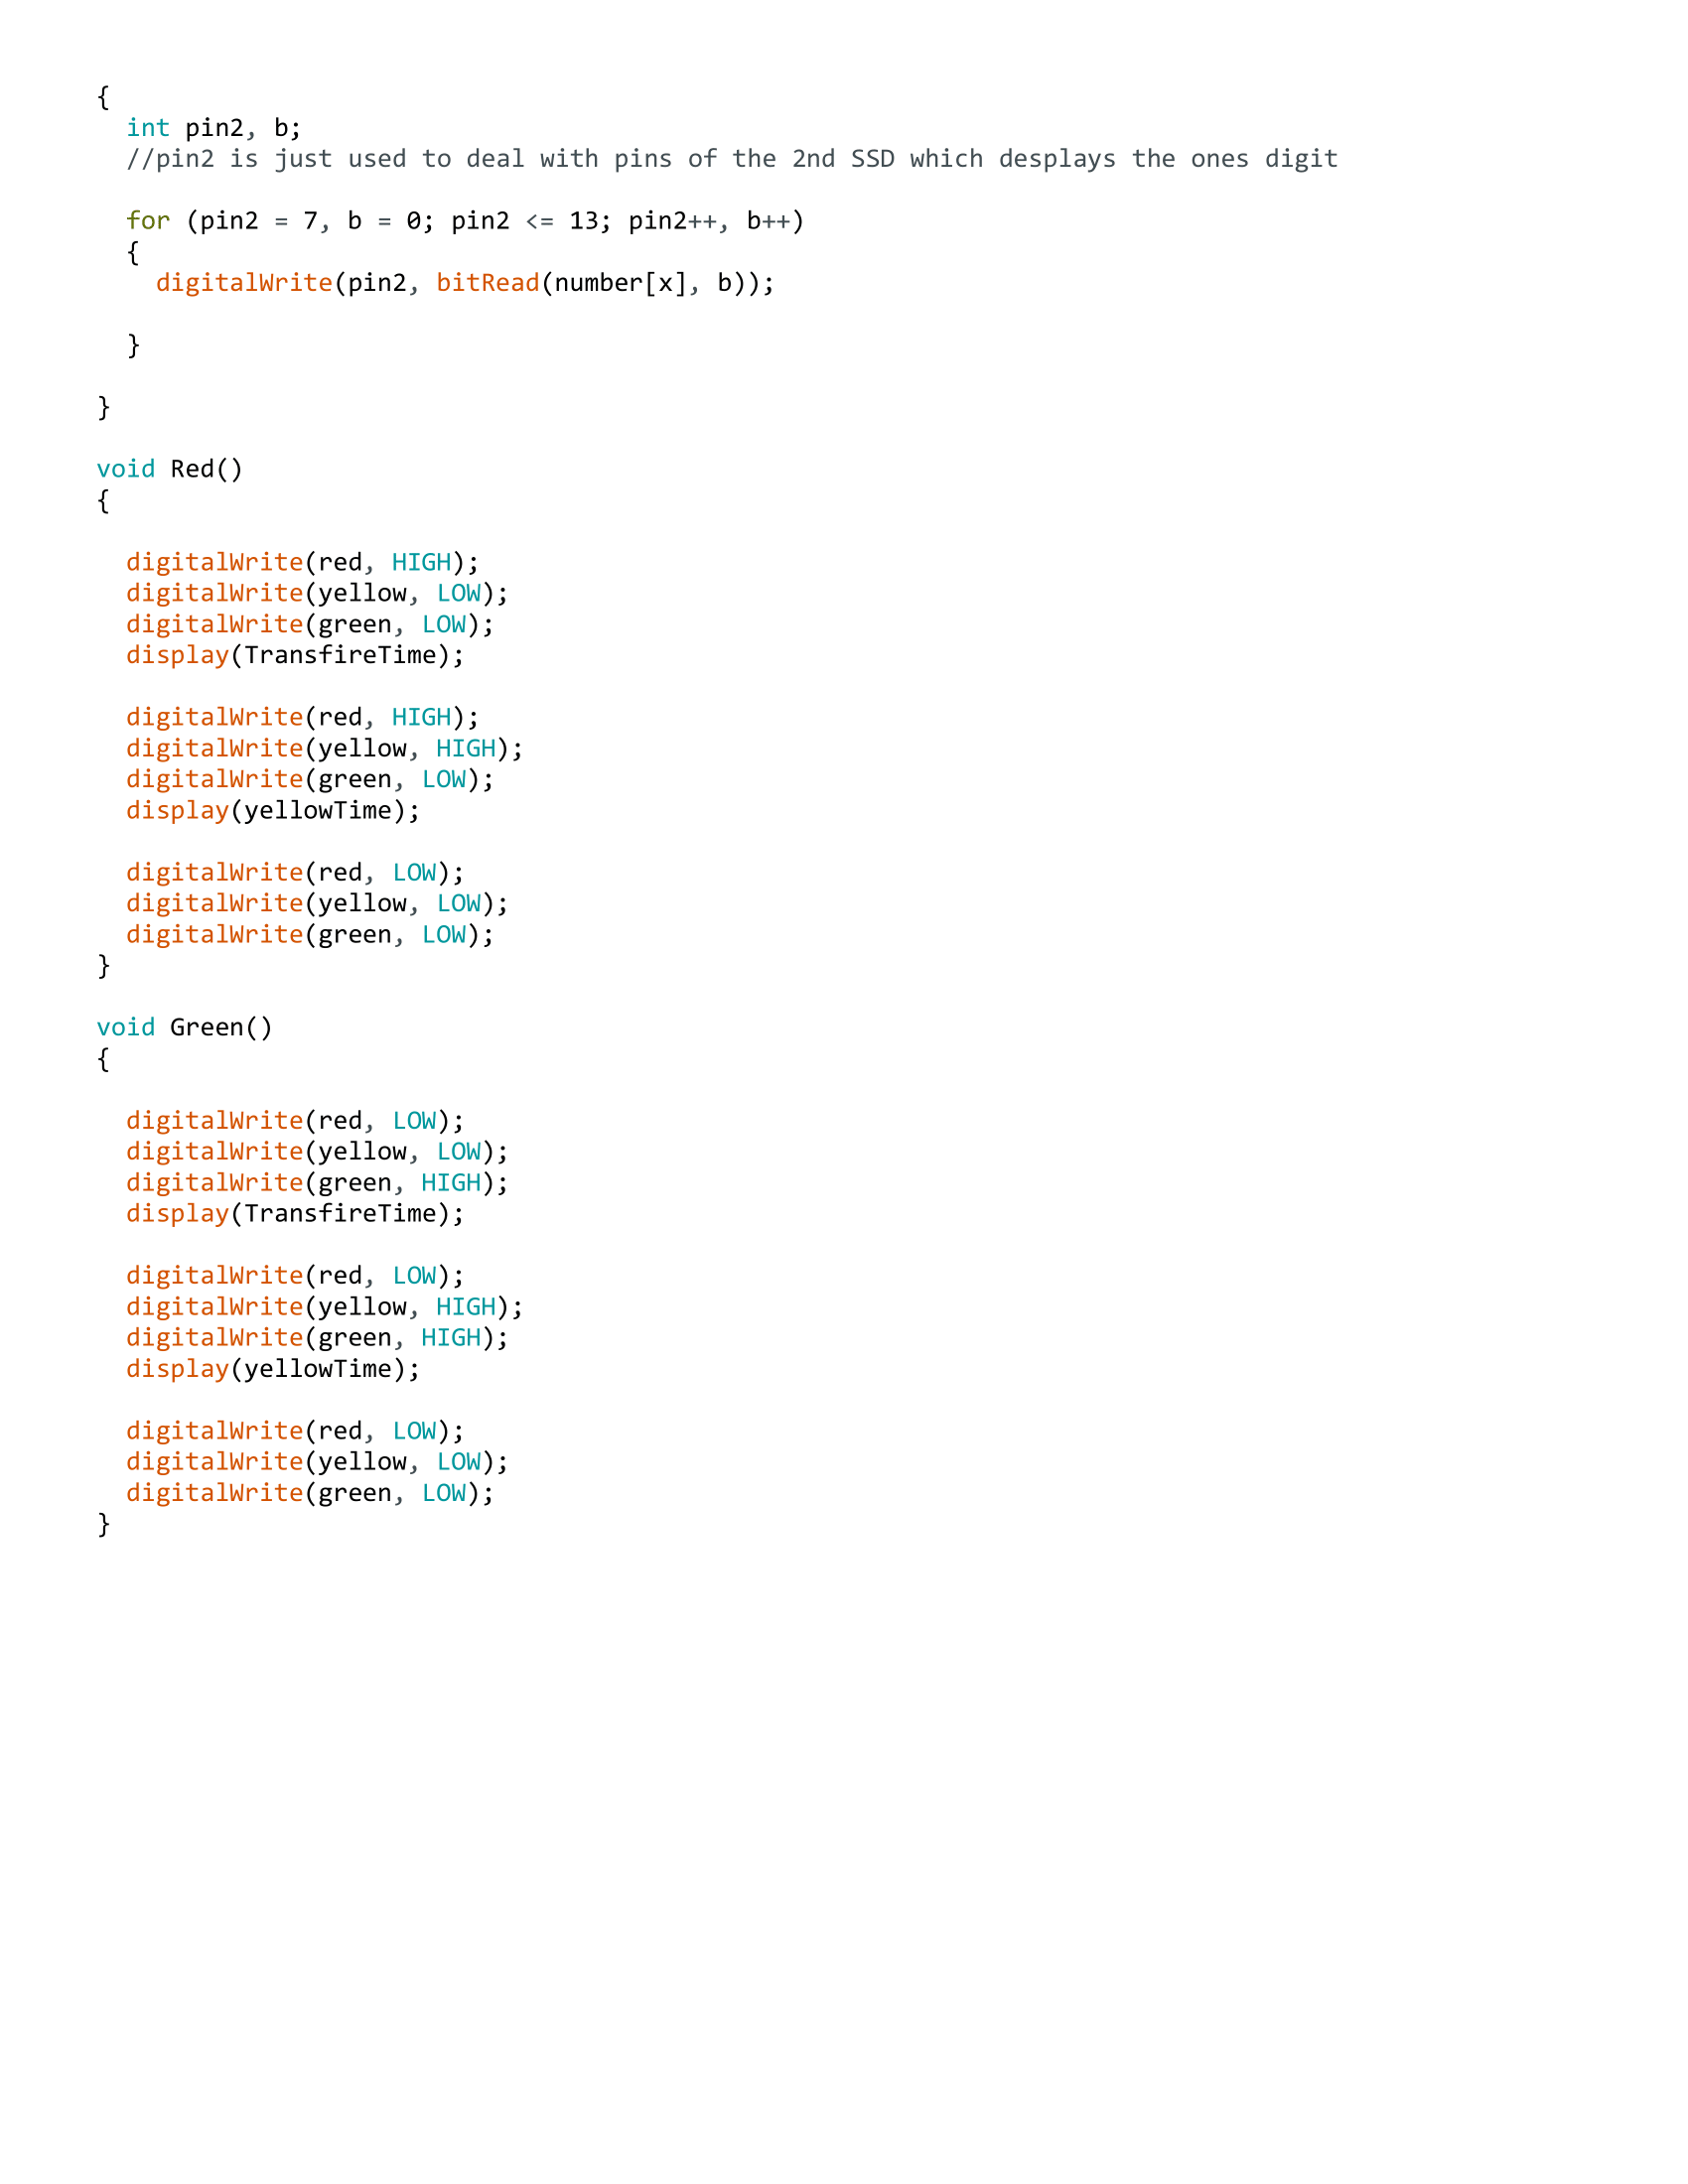 {
  int pin2, b;
  //pin2 is just used to deal with pins of the 2nd SSD which desplays the ones digit
  for (pin2 = 7, b = 0; pin2 <= 13; pin2++, b++)
  {
    digitalWrite(pin2, bitRead(number[x], b));
  }
}
void Red()
{
  digitalWrite(red, HIGH);
  digitalWrite(yellow, LOW);
  digitalWrite(green, LOW);
  display(TransfireTime);
  digitalWrite(red, HIGH);
  digitalWrite(yellow, HIGH);
  digitalWrite(green, LOW);
  display(yellowTime);
  digitalWrite(red, LOW);
  digitalWrite(yellow, LOW);
  digitalWrite(green, LOW);
}
void Green()
{
  digitalWrite(red, LOW);
  digitalWrite(yellow, LOW);
  digitalWrite(green, HIGH);
  display(TransfireTime);
  digitalWrite(red, LOW);
  digitalWrite(yellow, HIGH);
  digitalWrite(green, HIGH);
  display(yellowTime);
  digitalWrite(red, LOW);
  digitalWrite(yellow, LOW);
  digitalWrite(green, LOW);
}